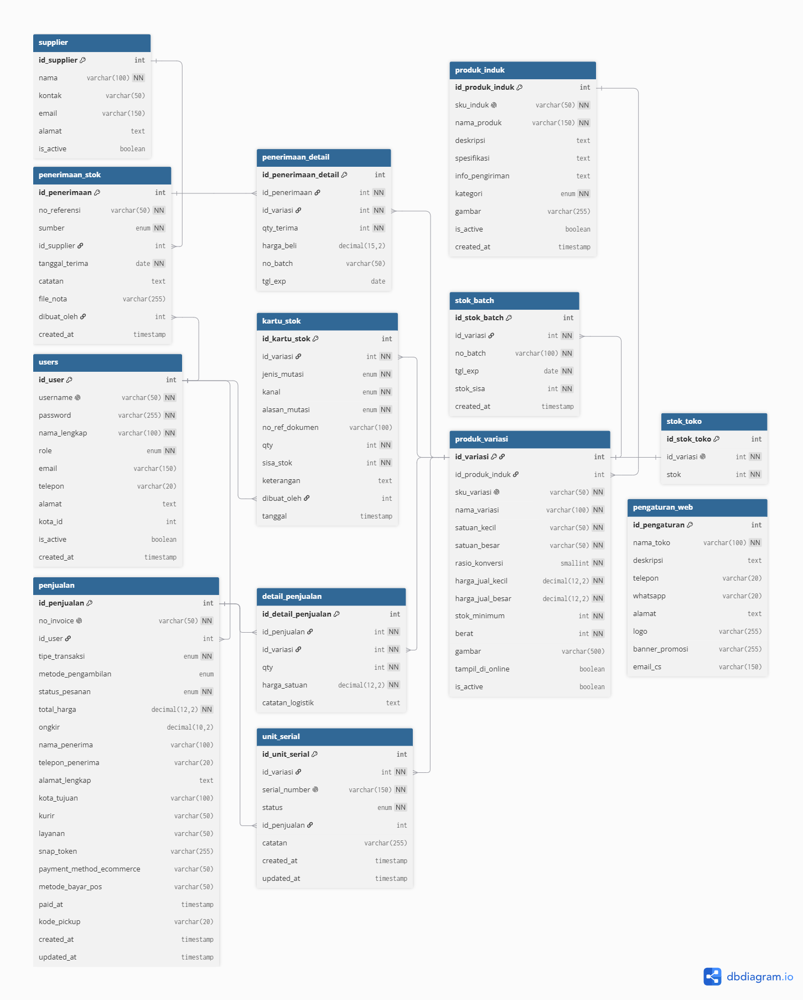 supplier
id_supplier int
nama varchar(100) NN
kontak varchar(50)
email varchar(150)
alamat text
is_active boolean
penerimaan_stok
id_penerimaan int
no_referensi varchar(50) NN
sumber enum NN
id_supplier int
tanggal_terima date NN
catatan text
file_nota varchar(255)
dibuat_oleh int
created_at timestamp
users
id_user int
username varchar(50) NN
password varchar(255) NN
nama_lengkap varchar(100) NN
role enum NN
email varchar(150)
telepon varchar(20)
alamat text
kota_id int
is_active boolean
created_at timestamp
penjualan
id_penjualan int
no_invoice varchar(50) NN
id_user int
tipe_transaksi enum NN
metode_pengambilan enum
status_pesanan enum NN
total_harga decimal(12,2) NN
ongkir decimal(10,2)
nama_penerima varchar(100)
telepon_penerima varchar(20)
alamat_lengkap text
kota_tujuan varchar(100)
kurir varchar(50)
layanan varchar(50)
snap_token varchar(255)
payment_method_ecommerce varchar(50)
metode_bayar_pos varchar(50)
paid_at timestamp
kode_pickup varchar(20)
created_at timestamp
updated_at timestamp
penerimaan_detail
id_penerimaan_detail int
id_penerimaan int NN
id_variasi int NN
qty_terima int NN
harga_beli decimal(15,2)
no_batch varchar(50)
tgl_exp date
kartu_stok
id_kartu_stok int
id_variasi int NN
jenis_mutasi enum NN
kanal enum NN
alasan_mutasi enum NN
no_ref_dokumen varchar(100)
qty int NN
sisa_stok int NN
keterangan text
dibuat_oleh int
tanggal timestamp
detail_penjualan
id_detail_penjualan int
id_penjualan int NN
id_variasi int NN
qty int NN
harga_satuan decimal(12,2) NN
catatan_logistik text
unit_serial
id_unit_serial int
id_variasi int NN
serial_number varchar(150) NN
status enum NN
id_penjualan int
catatan varchar(255)
created_at timestamp
updated_at timestamp
produk_induk
id_produk_induk int
sku_induk varchar(50) NN
nama_produk varchar(150) NN
deskripsi text
spesifikasi text
info_pengiriman text
kategori enum NN
gambar varchar(255)
is_active boolean
created_at timestamp
stok_batch
id_stok_batch int
id_variasi int NN
no_batch varchar(100) NN
tgl_exp date NN
stok_sisa int NN
created_at timestamp
produk_variasi
id_variasi int
id_produk_induk int
sku_variasi varchar(50) NN
nama_variasi varchar(100) NN
satuan_kecil varchar(50) NN
satuan_besar varchar(50) NN
rasio_konversi smallint NN
harga_jual_kecil decimal(12,2) NN
harga_jual_besar decimal(12,2) NN
stok_minimum int NN
berat int NN
gambar varchar(500)
tampil_di_online boolean
is_active boolean
stok_toko
id_stok_toko int
id_variasi int NN
stok int NN
pengaturan_web
id_pengaturan int
nama_toko varchar(100) NN
deskripsi text
telepon varchar(20)
whatsapp varchar(20)
alamat text
logo varchar(255)
banner_promosi varchar(255)
email_cs varchar(150)
dbdiagram.io